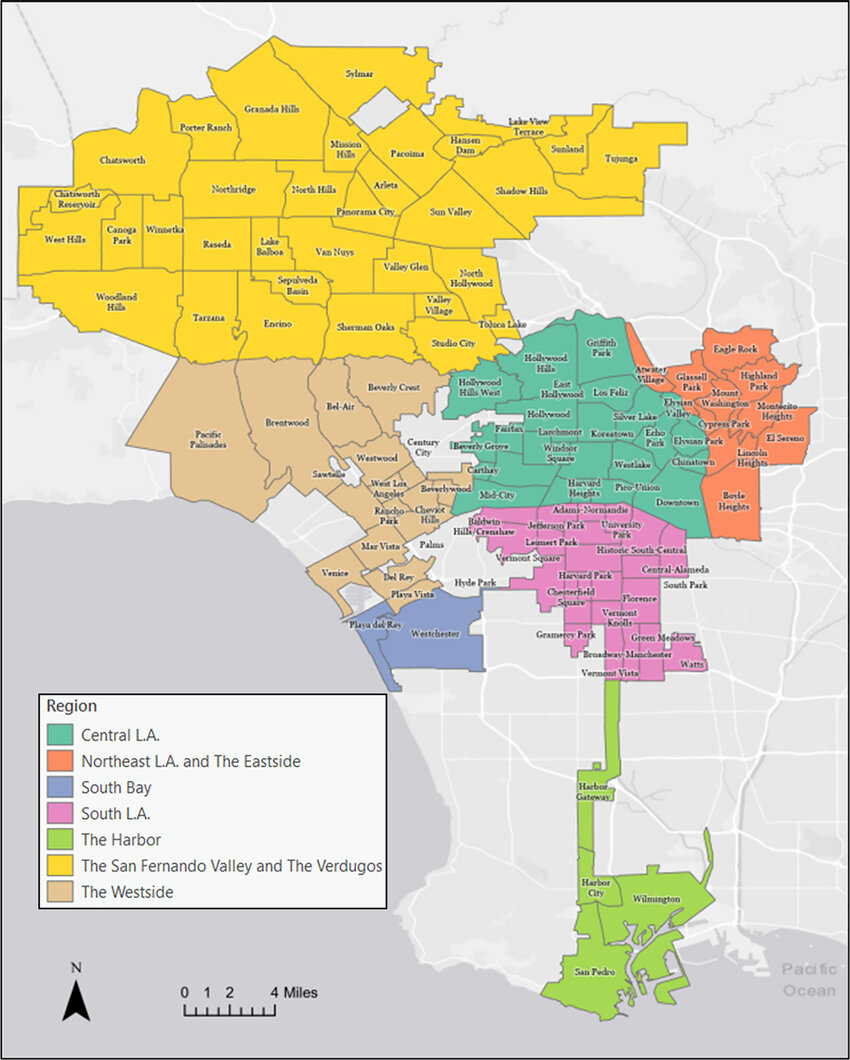 Sylmar
Granada Hills
Porter Ranch
Lake View
Terrace
Mission
Hills
Hansen
Dam
Sunland
Pacoima
Tujunga
Chatsworth
Northridge
North Hills
Arleta
Shadow Hills
Chatsworth
Reservoir
Panorama City
Sun Valley
West Hills
Canoga
Park
Winnetka
Reseda
Lake
Balboa
Van Nuys
Valley Glen
North
Hollywood
Sepulveda
Basin
Woodland
Hills
Tarzana
Encino
Sherman Oaks
Valley
Village
Toluca Lake
Studio City
Griffith
Park
Hollywood
Hills
Eagle Rock
Atwater
Village
Glassell
Park
Highland
Park
Beverly Crest
Hollywood
Hills West
East
Hollywood
Los Feliz
Mount
Washington
Elysian
Valley
Montecito
Heights
Bel-Air
Brentwood
Pacific
Palisades
Hollywood
Silver Lake
Cypress Park
Fairfax
Larchmont
Koreatown
Echo
Park
Elysian Park
El Sereno
Century
City
Beverly Grove
Windsor
Square
Lincoln
Heights
Westwood
Sawtelle
Carthay
Westlake
Chinatown
West Los
Angeles
Beverlywood
Mid-City
Harvard
Heights
Pico-Union
Downtown
Boyle
Heights
Rancho
Park
Cheviot
Hills
Baldwin
Hills/Crenshaw
Adams-Normandie
Jefferson Park
University
Park
Mar Vista
Palms
Leimert Park
Historic South-Central
Vermont Square
Central-Alameda
Venice
Del Rey
Hyde Park
Harvard Park
South Park
Playa Vista
Chesterfield
Square
Florence
Vermont
Knolls
Playa del Rey
Westchester
Gramercy Park
Green Meadows
Broadway-Manchester
Watts
Vermont Vista
Region
Central L.A.
Northeast L.A. and The Eastside
South Bay
South L.A.
The Harbor
The San Fernando Valley and The Verdugos
The Westside
Harbor
Gateway
Harbor
City
Wilmington
San Pedro
Pacific
Ocean
N
0 1 2 4 Miles